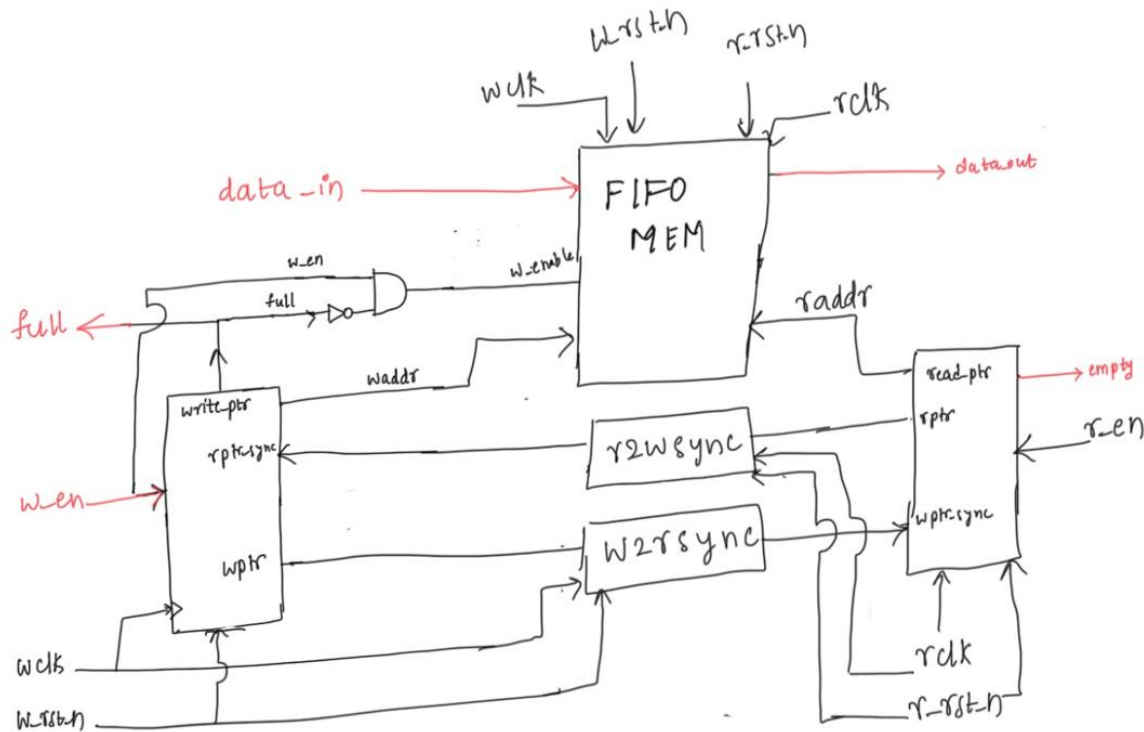 w_rst_n
r_rst_n
wclk
rclk
data_in
FIFO
MEM
data_out
w_en
w_enable
full
full
raddr
waddr
write_ptr
read_ptr
empty
rptr
r_en
rptr_sync
r2wsync
w_en
wptr_sync
w2rsync
wptr
wclk
rclk
w_rst_n
r_rst_n